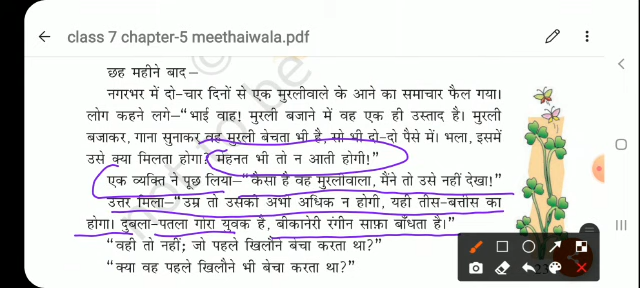 class 7 chapter-5 meethaiwala.pdf
छह महीने बाद–
नगरभर में दो-चार दिनों से एक मुरलीवाले के आने का समाचार फैल गया।
लोग कहने लगे–"भाई वाह! मुरली बजाने में वह एक ही उस्ताद है। मुरली
बजाकर, गाना सुनाकर वह मुरली बेचता भी है, सो भी दो-दो पैसे में। भला, इसमें
उसे क्या मिलता होगा? मेहनत भी तो न आती होगी!"
एक व्यक्ति ने पूछ लिया–"कैसा है वह मुरलीवाला, मैंने तो उसे नहीं देखा!"
उत्तर मिला–"उम्र तो उसकी अभी अधिक न होगी, यही तीस-बत्तीस का
होगा। दुबला-पतला गोरा युवक है, बीकानेरी रंगीन साफ़ा बाँधता है।"
"वही तो नहीं; जो पहले खिलौने बेचा करता था?"
"क्या वह पहले खिलौने भी बेचा करता था?"